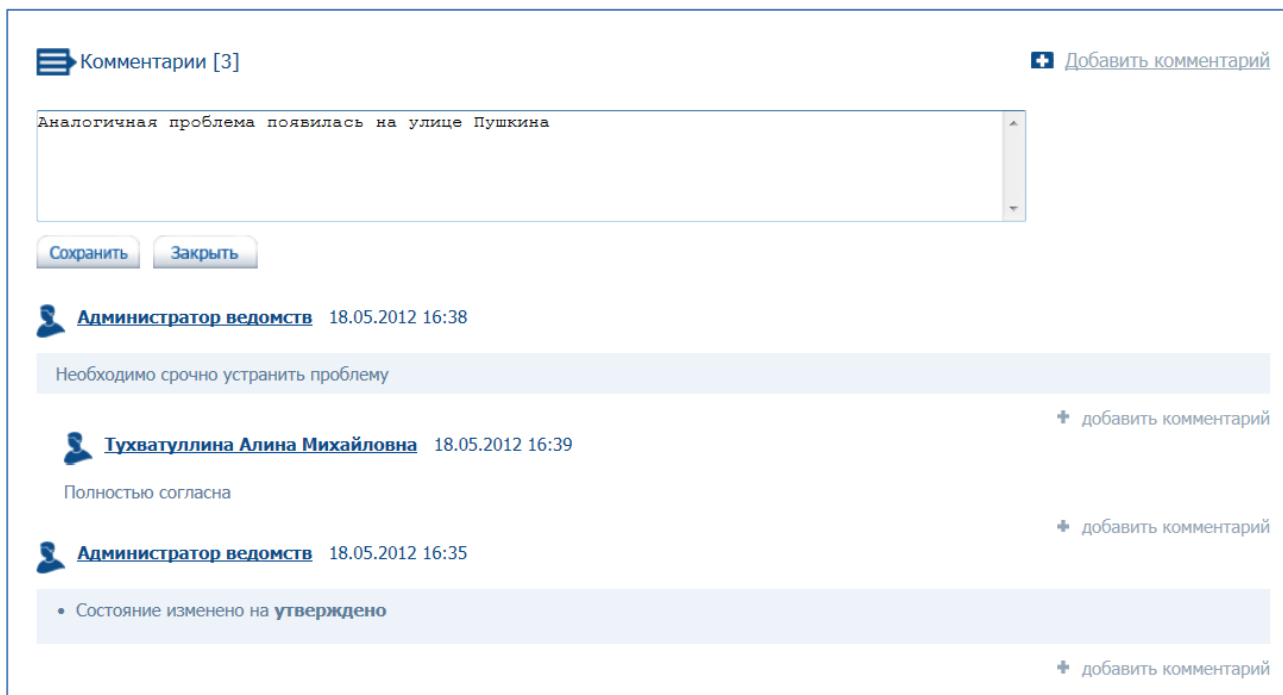 Комментарии [3]
Добавить комментарий
Аналогичная проблема появилась на улице Пушкина
Сохранить Закрыть
Администратор ведомств 18.05.2012 16:38
Необходимо срочно устранить проблему
добавить комментарий
Тухватуллина Алина Михайловна 18.05.2012 16:39
Полностью согласна
добавить комментарий
Администратор ведомств 18.05.2012 16:35
• Состояние изменено на утверждено
добавить комментарий